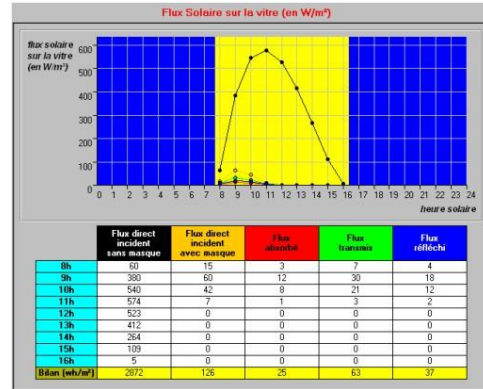 Flux Solaire sur la vitre (en W/m²)
flux solaire
sur la vitre
(en W/m²)
600
500
400
300
200
100
0
0 1 2 3 4 5 6 7 8 9 10 11 12 13 14 15 16 17 18 19 20 21 22 23 24
heure solaire
Flux direct incident sans masque Flux direct incident avec masque Flux absorbé Flux transmis Flux réfléchi
8h 60 15 3 7 4
9h 380 60 12 30 18
10h 540 42 8 21 12
11h 574 7 1 3 2
12h 523 0 0 0 0
13h 412 0 0 0 0
14h 264 0 0 0 0
15h 109 0 0 0 0
16h 5 0 0 0 0
Bilan (wh/m²) 2872 126 25 63 37